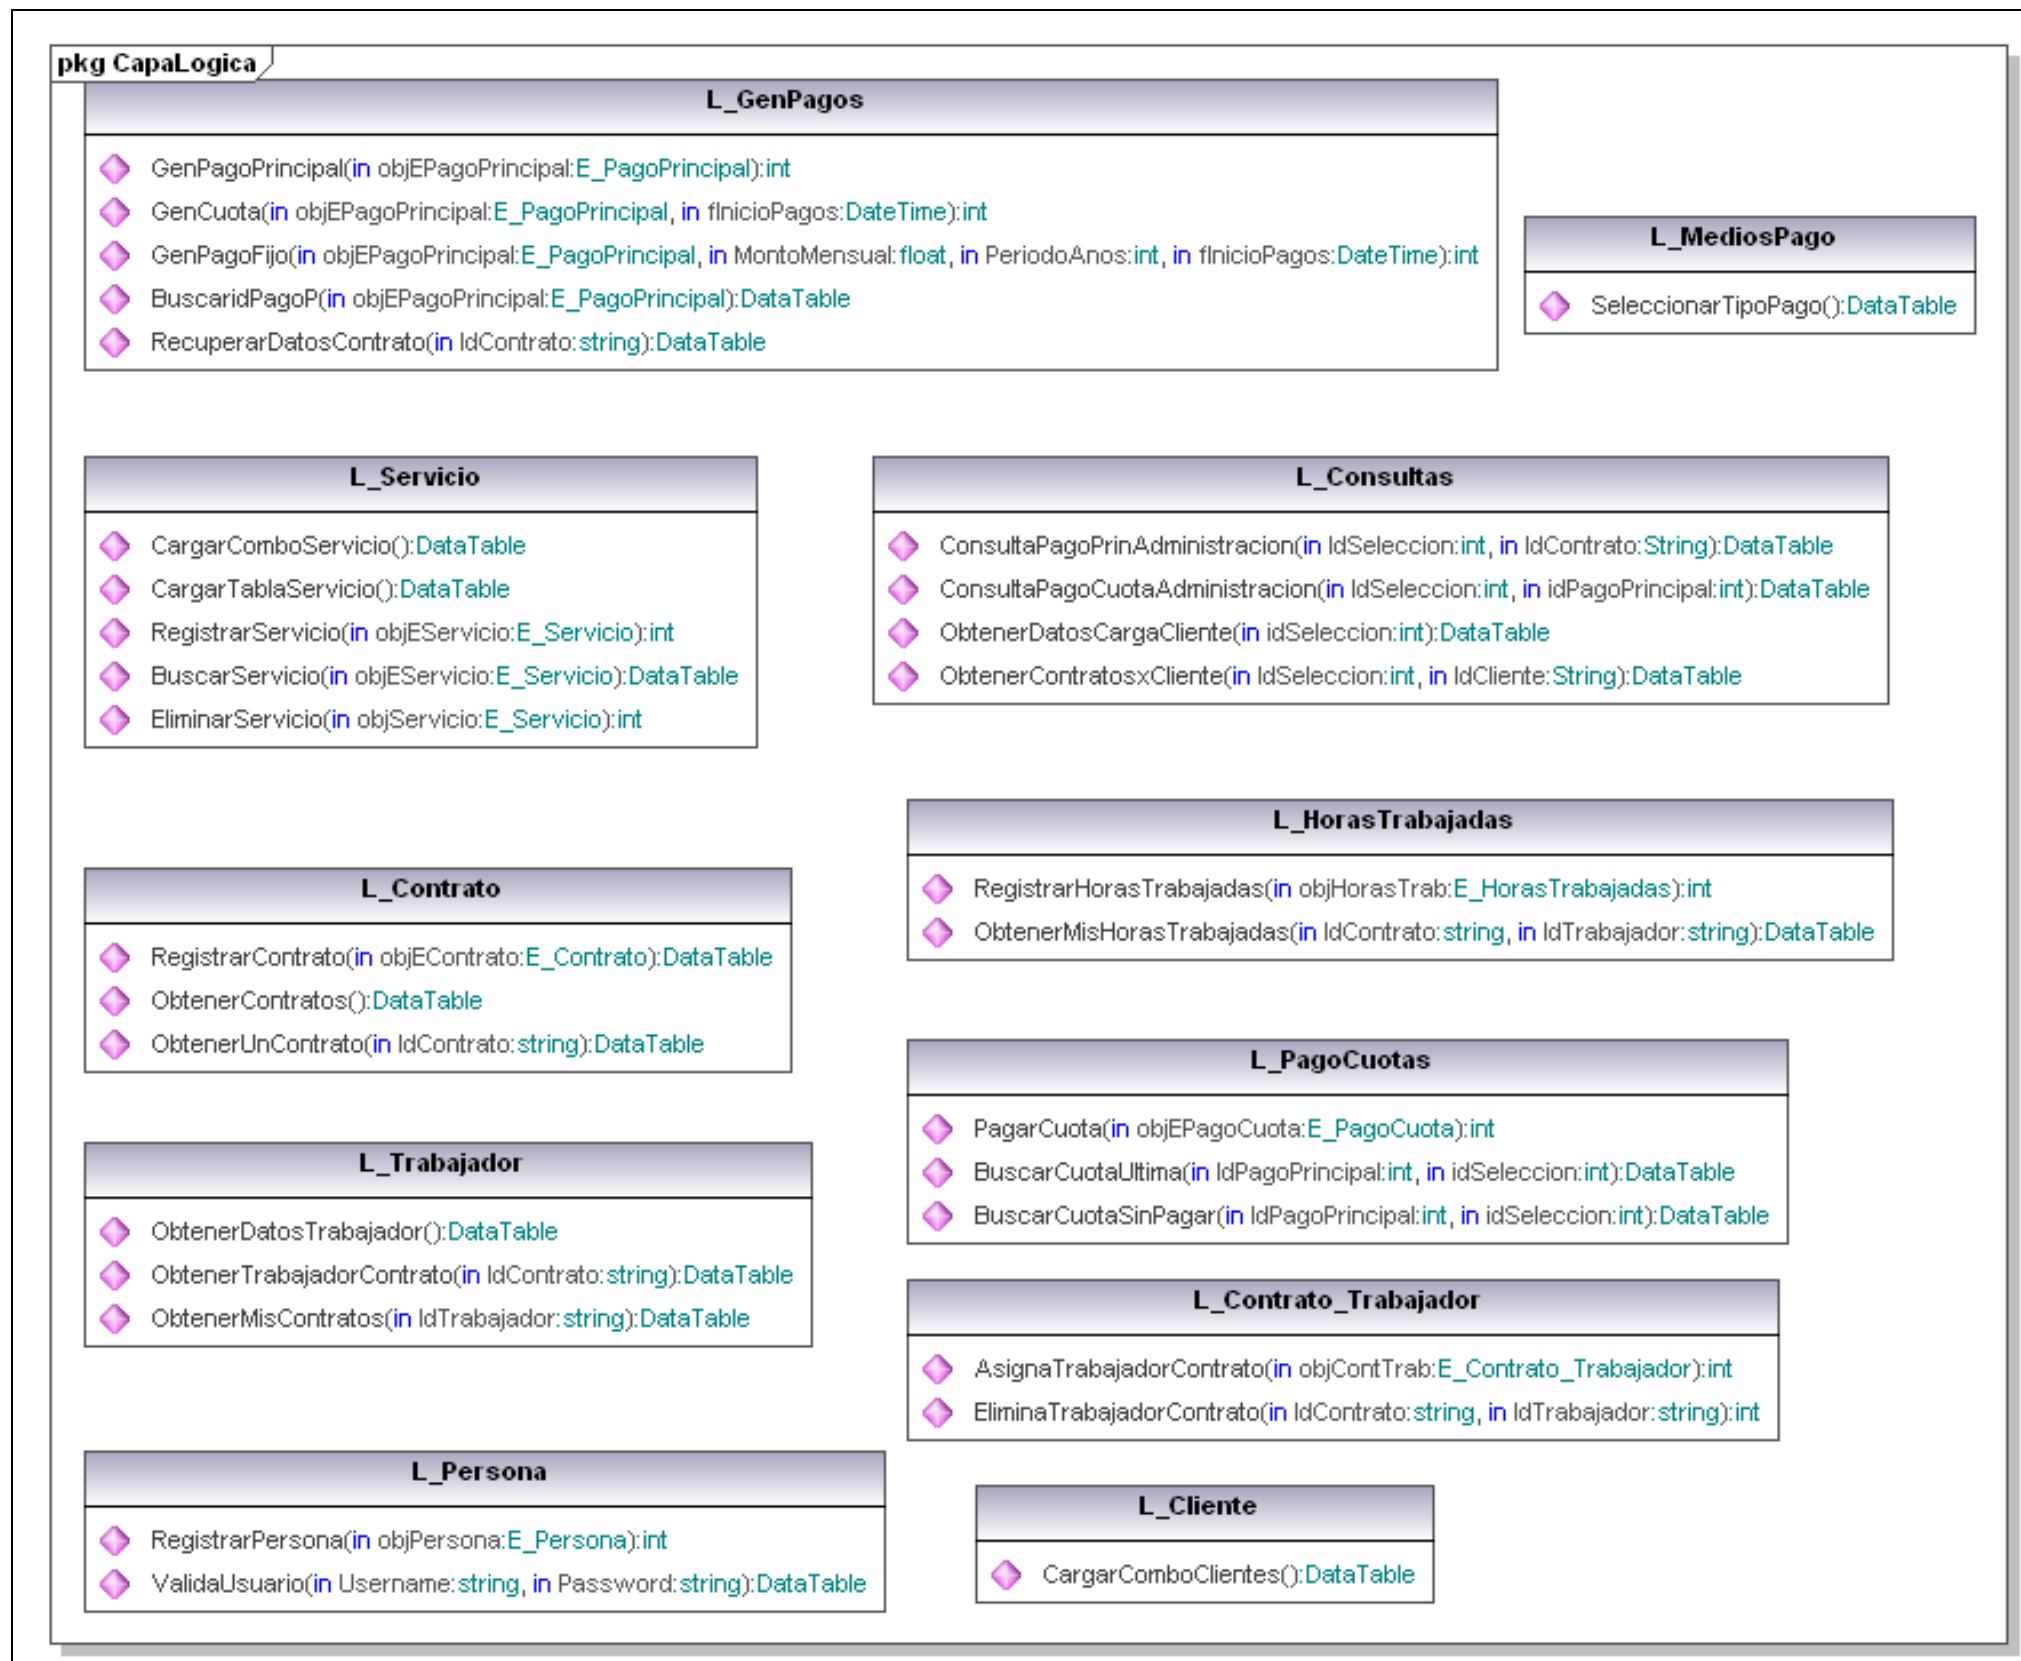 pkg CapaLogica
L_GenPagos
GenPagoPrincipal(in objEPagoPrincipal:E_PagoPrincipal):int
GenCuota(in objEPagoPrincipal:E_PagoPrincipal, in fInicioPagos:DateTime):int
GenPagoFijo(in objEPagoPrincipal:E_PagoPrincipal, in MontoMensual:float, in PeriodoAnos:int, in fInicioPagos:DateTime):int
BuscaridPagoP(in objEPagoPrincipal:E_PagoPrincipal):DataTable
RecuperarDatosContrato(in IdContrato:string):DataTable
L_MediosPago
SeleccionarTipoPago():DataTable
L_Servicio
CargarComboServicio():DataTable
CargarTablaServicio():DataTable
RegistrarServicio(in objEServicio:E_Servicio):int
BuscarServicio(in objEServicio:E_Servicio):DataTable
EliminarServicio(in objServicio:E_Servicio):int
L_Consultas
ConsultaPagoPrinAdministracion(in IdSeleccion:int, in IdContrato:String):DataTable
ConsultaPagoCuotaAdministracion(in IdSeleccion:int, in idPagoPrincipal:int):DataTable
ObtenerDatosCargaCliente(in idSeleccion:int):DataTable
ObtenerContratosxCliente(in IdSeleccion:int, in IdCliente:String):DataTable
L_HorasTrabajadas
RegistrarHorasTrabajadas(in objHorasTrab:E_HorasTrabajadas):int
ObtenerMisHorasTrabajadas(in IdContrato:string, in IdTrabajador:string):DataTable
L_Contrato
RegistrarContrato(in objEContrato:E_Contrato):DataTable
ObtenerContratos():DataTable
ObtenerUnContrato(in IdContrato:string):DataTable
L_PagoCuotas
PagarCuota(in objEPagoCuota:E_PagoCuota):int
BuscarCuotaUltima(in IdPagoPrincipal:int, in idSeleccion:int):DataTable
BuscarCuotaSinPagar(in IdPagoPrincipal:int, in idSeleccion:int):DataTable
L_Trabajador
ObtenerDatosTrabajador():DataTable
ObtenerTrabajadorContrato(in IdContrato:string):DataTable
ObtenerMisContratos(in IdTrabajador:string):DataTable
L_Contrato_Trabajador
AsignaTrabajadorContrato(in objContTrab:E_Contrato_Trabajador):int
EliminaTrabajadorContrato(in IdContrato:string, in IdTrabajador:string):int
L_Persona
RegistrarPersona(in objPersona:E_Persona):int
ValidaUsuario(in Username:string, in Password:string):DataTable
L_Cliente
CargarComboClientes():DataTable